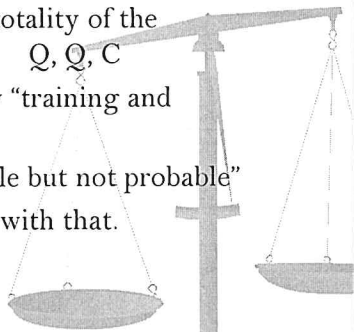 otality of the
Q, Q, C
"training and
le but not probable"
with that.